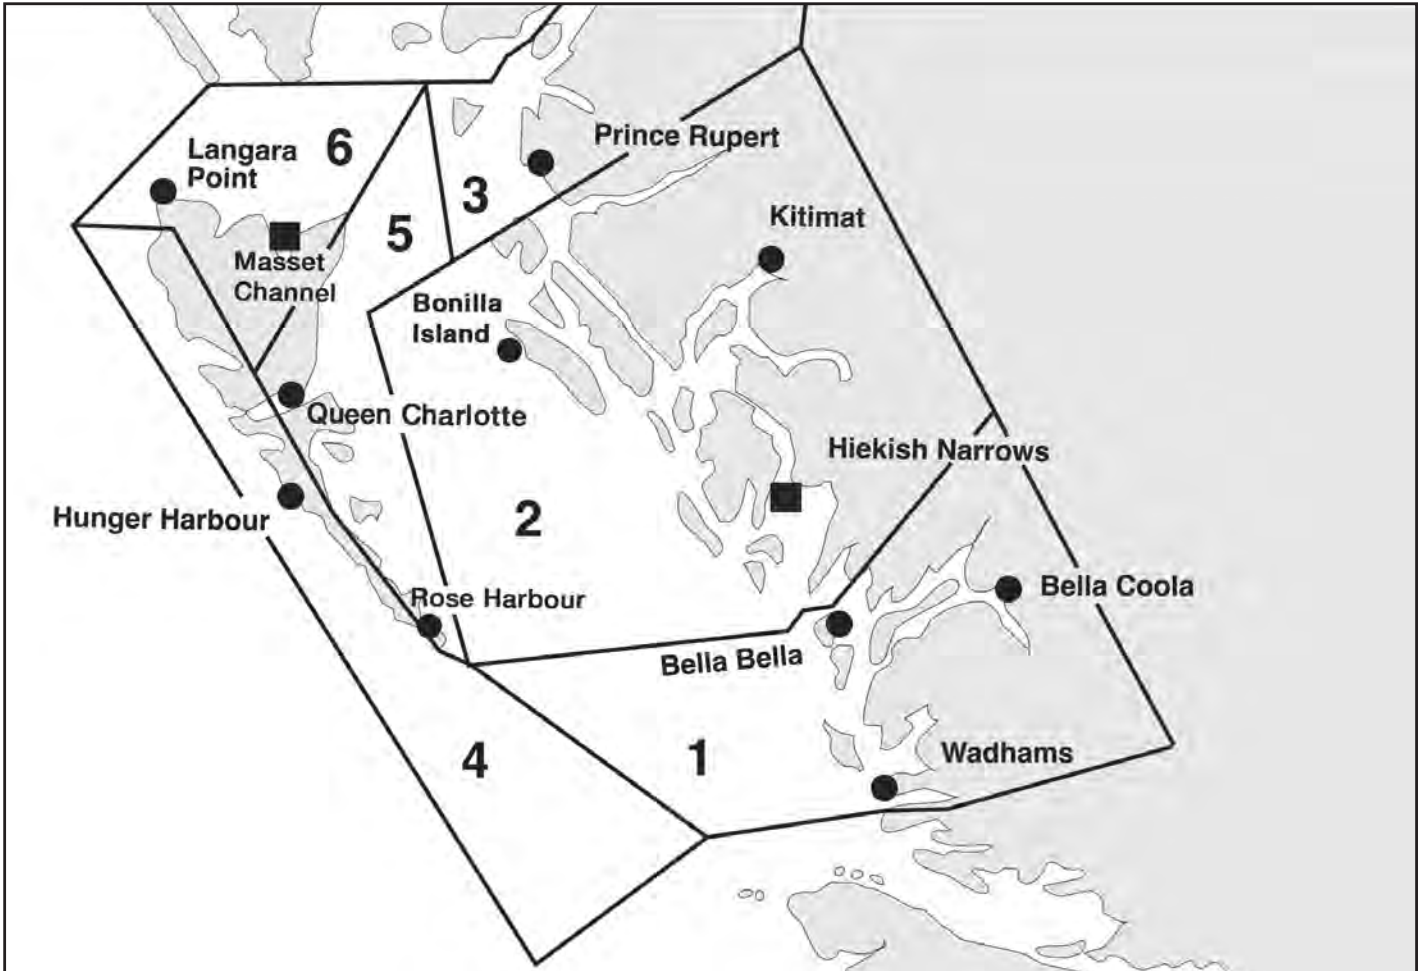 Prince Rupert
Langara
Point
6
3
Kitimat
5
Masset
Channel
Bonilla
Island
Queen Charlotte
Hiekish Narrows
Hunger Harbour
2
Rose Harbour
Bella Coola
Bella Bella
4
1
Wadhams